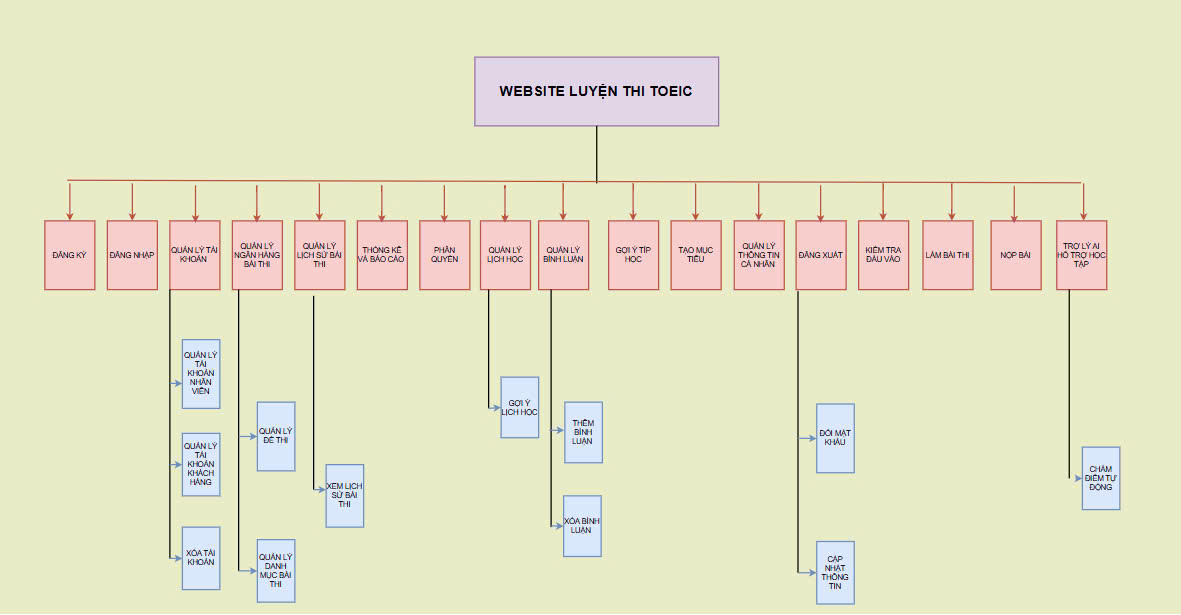 WEBSITE LUYỆN THI TOEIC
ĐĂNG KÝ
ĐĂNG NHẬP
QUẢN LÝ TÀI
KHOẢN
QUẢN LÝ
NGÂN HÀNG
BÀI THI
QUẢN LÝ
LỊCH SỬ BÀI
THI
THỐNG KÊ
VÀ BÁO CÁO
PHÂN
QUYỀN
QUẢN LÝ
LỊCH HỌC
QUẢN LÝ
BÌNH LUẬN
GỢI Ý TÍP
HỌC
TẠO MỤC
TIÊU
QUẢN LÝ
THÔNG TIN
CÁ NHÂN
ĐĂNG XUẤT
KIỂM TRA
ĐẦU VÀO
LÀM BÀI THI
NỘP BÀI
TRỢ LÝ AI
HỖ TRỢ HỌC
TẬP
QUẢN LÝ
TÀI
KHOẢN
NHÂN
VIÊN
QUẢN LÝ
TÀI
KHOẢN
KHÁCH
HÀNG
XÓA TÀI
KHOẢN
QUẢN LÝ
ĐỀ THI
QUẢN LÝ
DANH
MỤC BÀI
THI
XEM LỊCH
SỬ BÀI
THI
GỢI Ý
LỊCH HỌC
THÊM
BÌNH
LUẬN
XÓA BÌNH
LUẬN
ĐỔI MẬT
KHẨU
CẬP
NHẬT
THÔNG
TIN
CHẤM
ĐIỂM TỰ
ĐỘNG